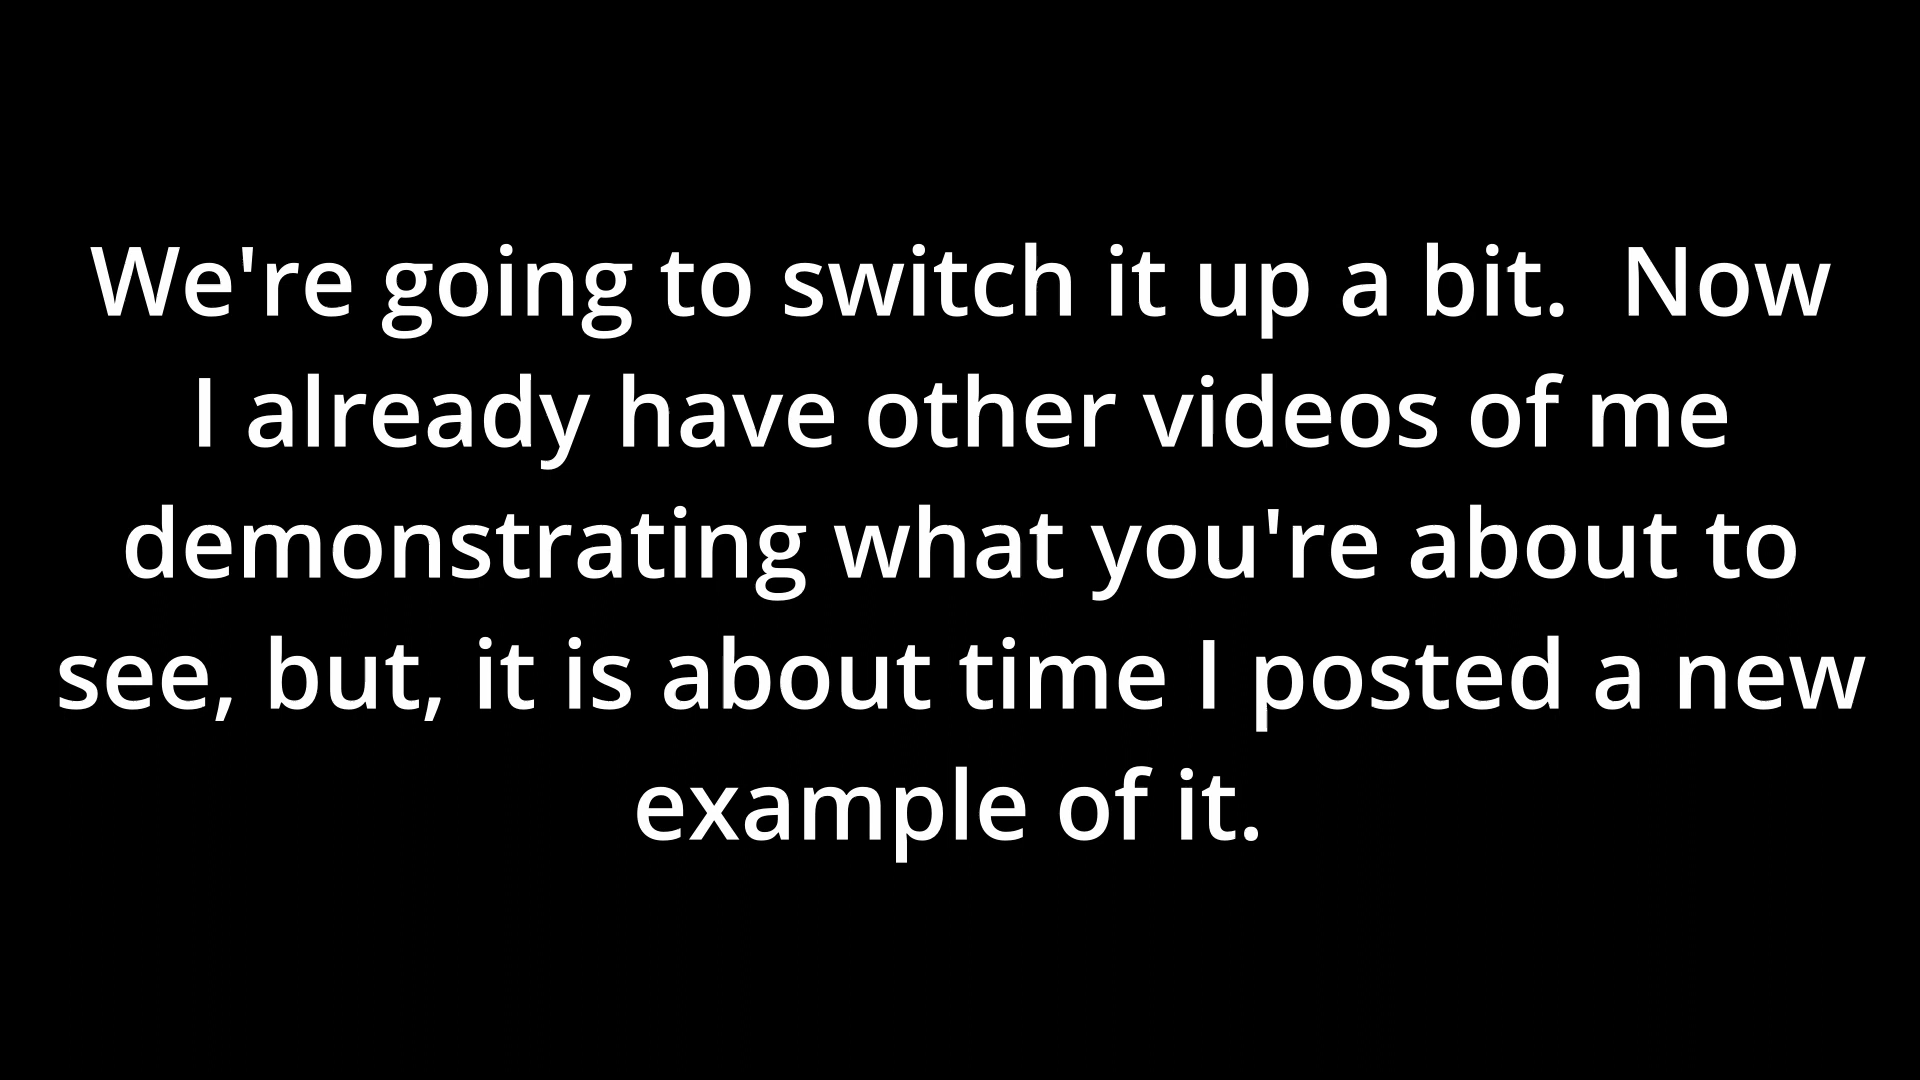 We're going to switch it up a bit.  Now
I already have other videos of me
demonstrating what you're about to
see, but, it is about time I posted a new
example of it.